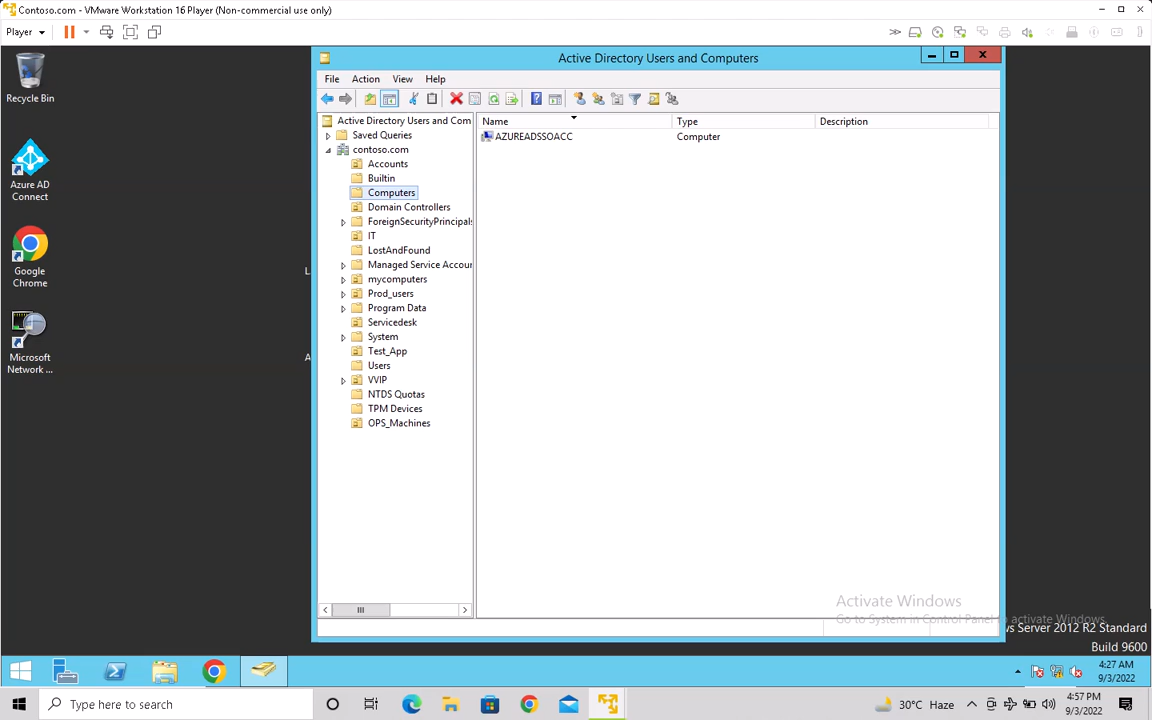 Contoso.com - VMware Workstation 16 Player (Non-commercial use only)
Player
Recycle Bin
Azure AD
Connect
Google
Chrome
Microsoft
Network ...
L
A
Active Directory Users and Computers
File Action View Help
Active Directory Users and Com
Saved Queries
contoso.com
Accounts
Builtin
Computers
Domain Controllers
ForeignSecurityPrincipals
IT
LostAndFound
Managed Service Accour
mycomputers
Prod_users
Program Data
Servicedesk
System
Test_App
Users
VVIP
NTDS Quotas
TPM Devices
OPS_Machines
Name Type Description
AZUREADSSOACC Computer
Activate Windows
Go to System in Control Panel to activate Windows.
vs Server 2012 R2 Standard
Build 9600
4:27 AM
9/3/2022
Type here to search
30°C Haze
4:57 PM
9/3/2022